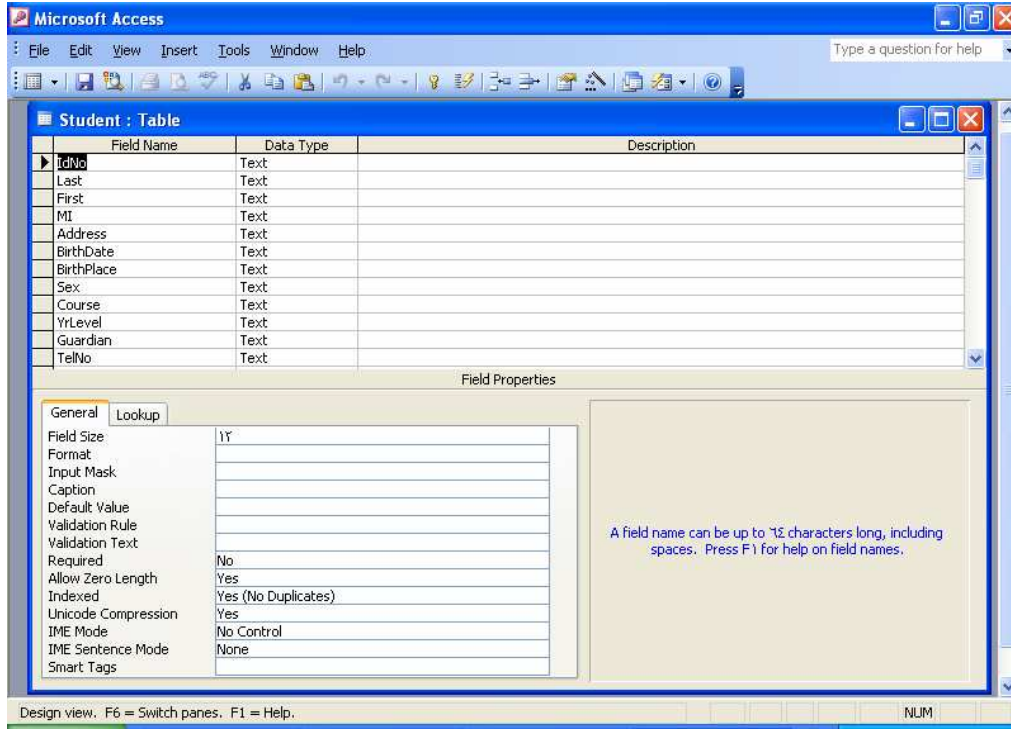 Microsoft Access
File Edit View Insert Tools Window Help Type a question for help
Student : Table
Field Name Data Type Description
IdNo Text
Last Text
First Text
MI Text
Address Text
BirthDate Text
BirthPlace Text
Sex Text
Course Text
YrLevel Text
Guardian Text
TelNo Text
Field Properties
General Lookup
Field Size ١٢
Format
Input Mask
Caption
Default Value
Validation Rule
Validation Text
Required No
Allow Zero Length Yes
Indexed Yes (No Duplicates)
Unicode Compression Yes
IME Mode No Control
IME Sentence Mode None
Smart Tags
A field name can be up to ٦٤ characters long, including
spaces. Press F١ for help on field names.
Design view. F6 = Switch panes. F1 = Help. NUM